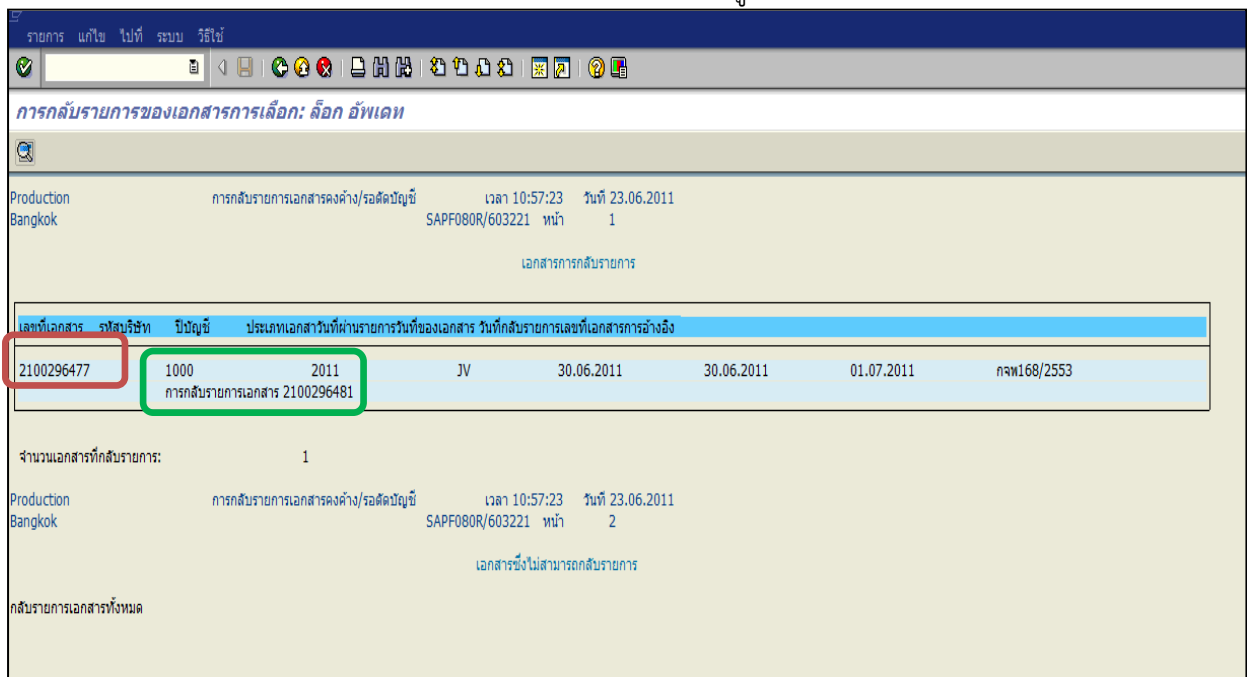 รายการ แก้ไข ไปที่ ระบบ วิธีใช้
การกลับรายการของเอกสารการเลือก: ล็อก อัพเดท
Production การกลับรายการเอกสารคงค้าง/รอตัดบัญชี เวลา 10:57:23 วันที่ 23.06.2011
Bangkok SAPF080R/603221 หน้า 1
เอกสารการกลับรายการ
เลขที่เอกสาร รหัสบริษัท ปีบัญชี ประเภทเอกสาวันที่ผ่านรายการวันที่ของเอกสาร วันที่กลับรายการเลขที่เอกสารการอ้างอิง
2100296477 1000 2011 JV 30.06.2011 30.06.2011 01.07.2011 กจพ168/2553
การกลับรายการเอกสาร 2100296481
จำนวนเอกสารที่กลับรายการ: 1
Production การกลับรายการเอกสารคงค้าง/รอตัดบัญชี เวลา 10:57:23 วันที่ 23.06.2011
Bangkok SAPF080R/603221 หน้า 2
เอกสารซึ่งไม่สามารถกลับรายการ
กลับรายการเอกสารทั้งหมด